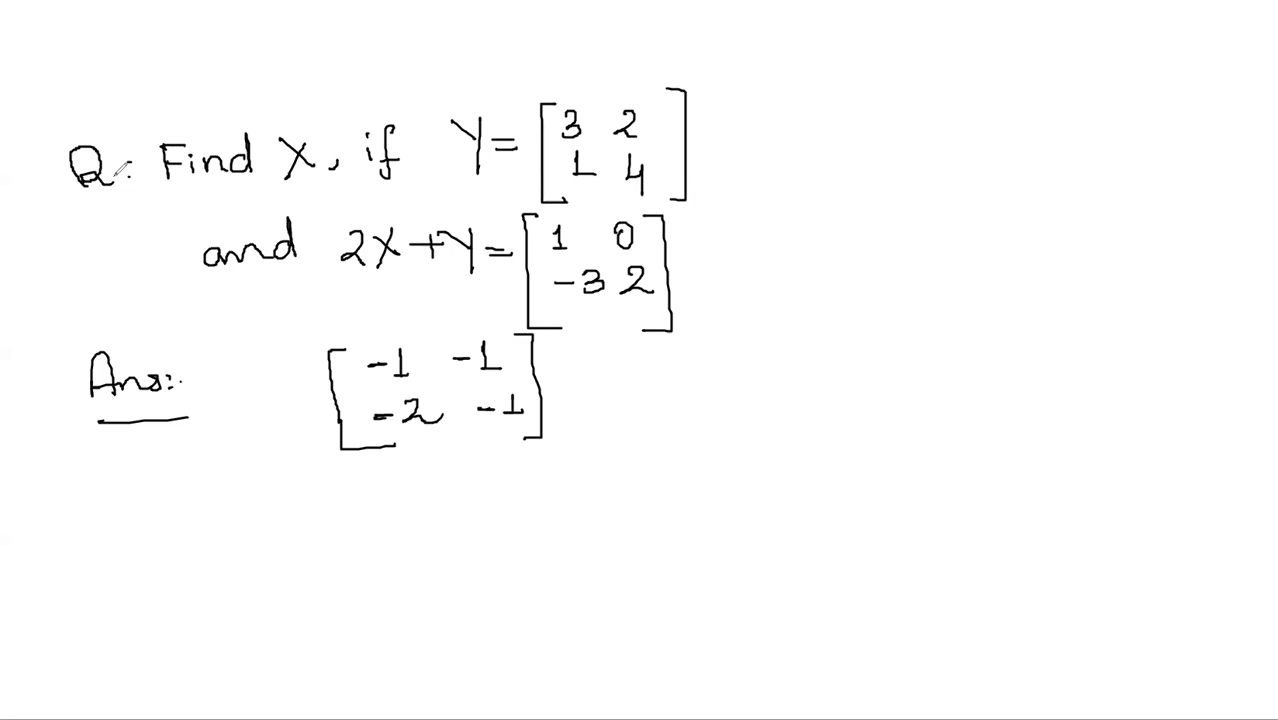 Q: Find X, if Y = [3 2
1 4]
and 2X + Y = [1 0
-3 2]
Ans: [-1 -1
-2 -1]